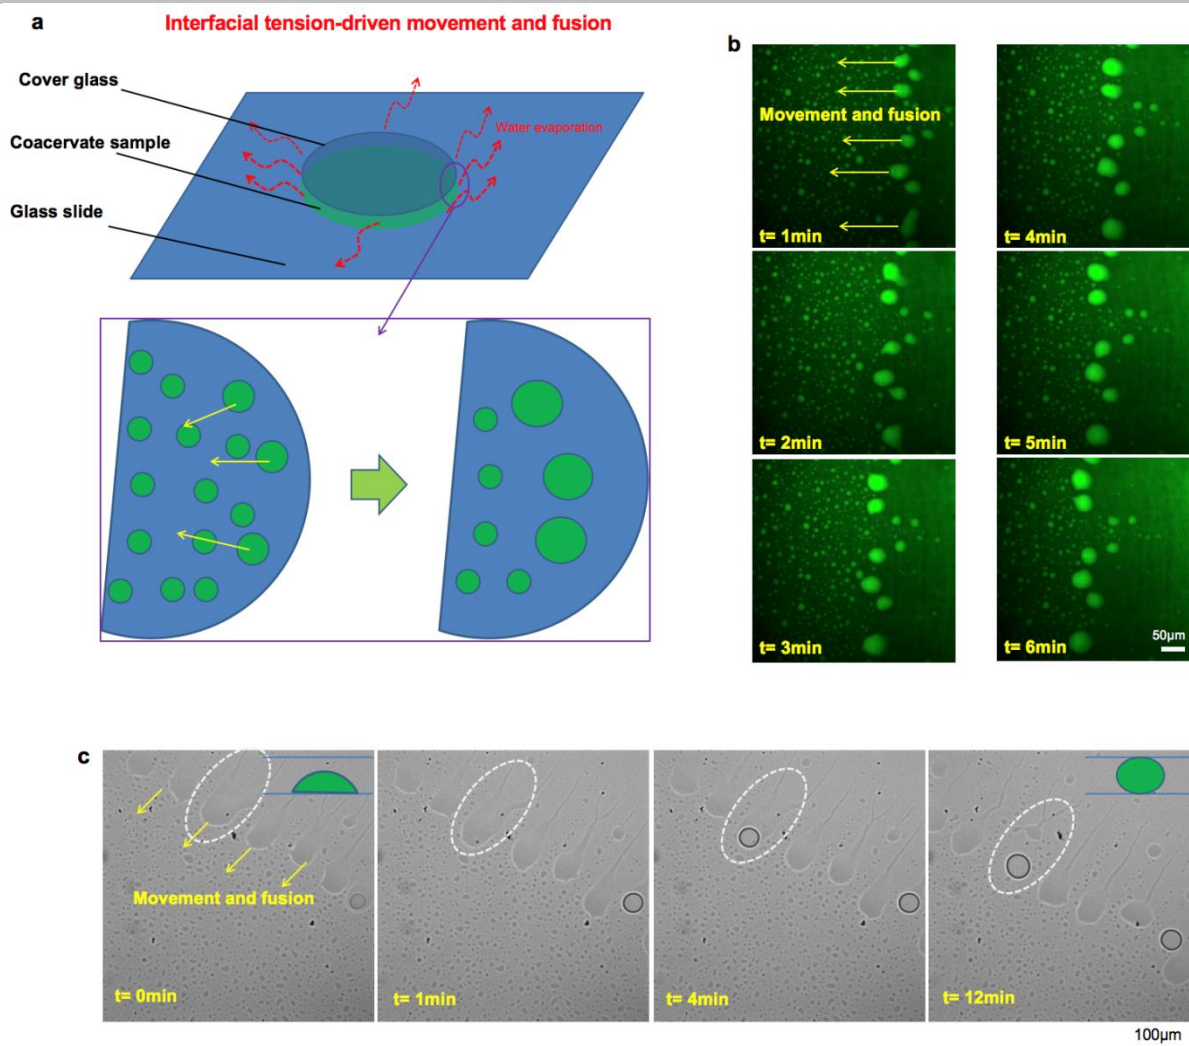 a
Interfacial tension-driven movement and fusion
Cover glass
Coacervate sample
Glass slide
Water evaporation
b
Movement and fusion
t= 1min
t= 4min
t= 2min
t= 5min
t= 3min
50µm
t= 6min
c
Movement and fusion
t= 0min
t= 1min
t= 4min
t= 12min
100µm